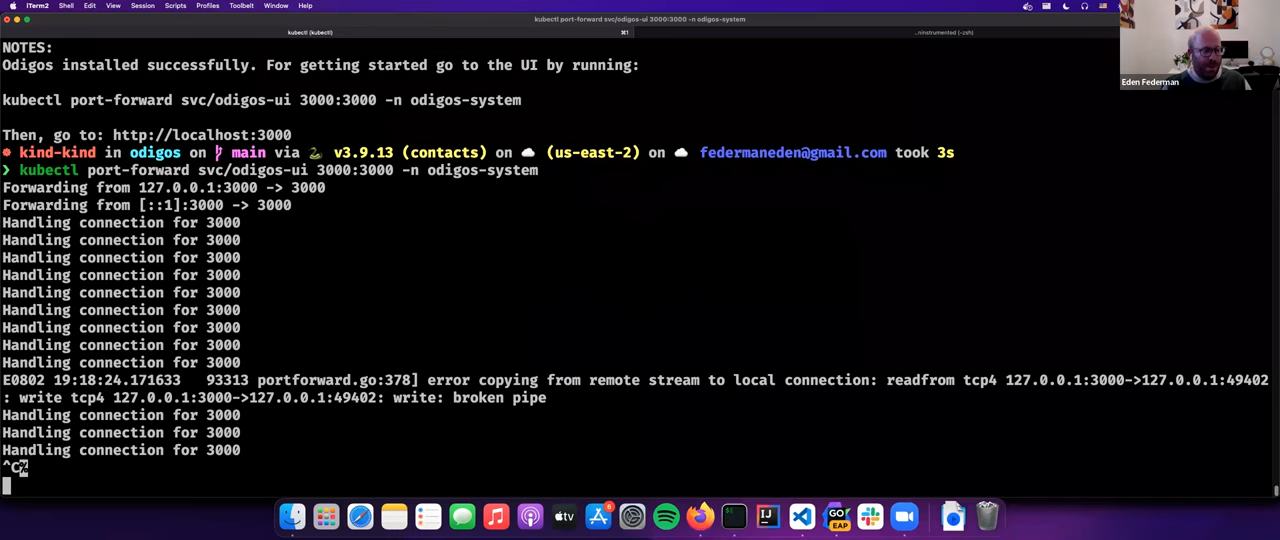 iTerm2 Shell Edit View Session Scripts Profiles Toolbelt Window Help
kubectl port-forward svc/odigos-ui 3000:3000 -n odigos-system
kubectl (kubectl) ⌘1 ...ninstrumented (-zsh)
NOTES:
Odigos installed successfully. For getting started go to the UI by running:
kubectl port-forward svc/odigos-ui 3000:3000 -n odigos-system
Then, go to: http://localhost:3000
kind-kind in odigos on main via v3.9.13 (contacts) on (us-east-2) on federmaneden@gmail.com took 3s
❯ kubectl port-forward svc/odigos-ui 3000:3000 -n odigos-system
Forwarding from 127.0.0.1:3000 -> 3000
Forwarding from [::1]:3000 -> 3000
Handling connection for 3000
Handling connection for 3000
Handling connection for 3000
Handling connection for 3000
Handling connection for 3000
Handling connection for 3000
Handling connection for 3000
Handling connection for 3000
Handling connection for 3000
E0802 19:18:24.171633 93313 portforward.go:378] error copying from remote stream to local connection: readfrom tcp4 127.0.0.1:3000->127.0.0.1:49402
: write tcp4 127.0.0.1:3000->127.0.0.1:49402: write: broken pipe
Handling connection for 3000
Handling connection for 3000
Handling connection for 3000
^C%
Eden Federman
tv
6
GO
EAP